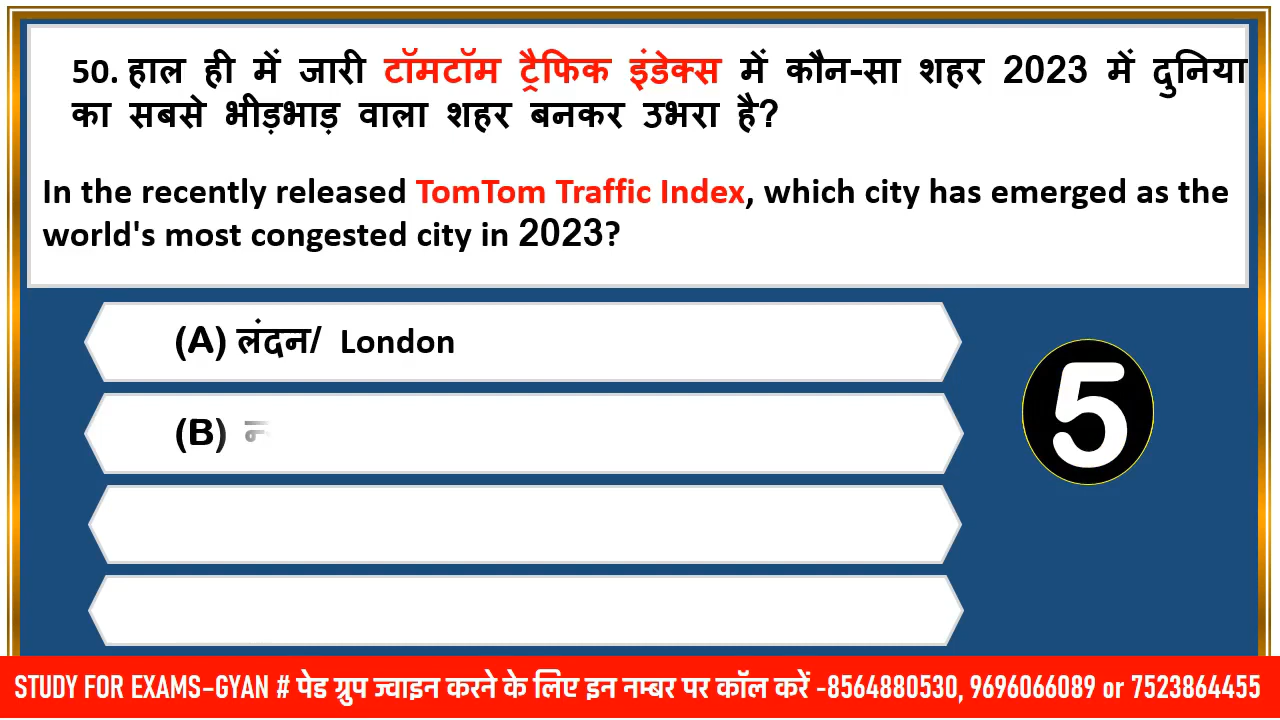 50. हाल ही में जारी टॉमटॉम ट्रैफिक इंडेक्स में कौन-सा शहर 2023 में दुनिया
का सबसे भीड़भाड़ वाला शहर बनकर उभरा है?
In the recently released TomTom Traffic Index, which city has emerged as the
world's most congested city in 2023?
(A) लंदन/ London
(B)
5
STUDY FOR EXAMS-GYAN # पेड ग्रुप ज्वाइन करने के लिए इन नम्बर पर कॉल करें -8564880530, 9696066089 or 7523864455